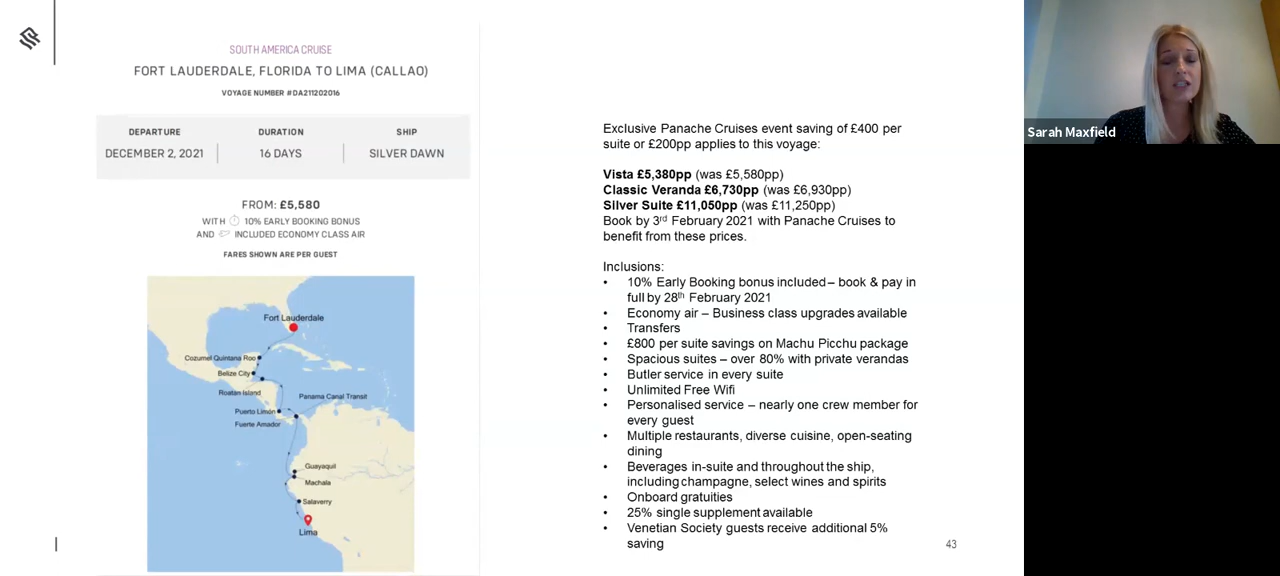 SOUTH AMERICA CRUISE
FORT LAUDERDALE, FLORIDA TO LIMA (CALLAO)
VOYAGE NUMBER #DA211202016
DEPARTURE
DECEMBER 2, 2021
DURATION
16 DAYS
SHIP
SILVER DAWN
FROM: £5,580
WITH 10% EARLY BOOKING BONUS
AND INCLUDED ECONOMY CLASS AIR
FARES SHOWN ARE PER GUEST
Fort Lauderdale
Cozumel Quintana Roo
Belize City
Roatan Island
Panama Canal Transit
Puerto Limón
Fuerte Amador
Guayaquil
Machala
Salaverry
Lima
Exclusive Panache Cruises event saving of £400 per
suite or £200pp applies to this voyage:
Vista £5,380pp (was £5,580pp)
Classic Veranda £6,730pp (was £6,930pp)
Silver Suite £11,050pp (was £11,250pp)
Book by 3rd February 2021 with Panache Cruises to
benefit from these prices.
Inclusions:
• 10% Early Booking bonus included – book & pay in
full by 28th February 2021
• Economy air – Business class upgrades available
• Transfers
• £800 per suite savings on Machu Picchu package
• Spacious suites – over 80% with private verandas
• Butler service in every suite
• Unlimited Free Wifi
• Personalised service – nearly one crew member for
every guest
• Multiple restaurants, diverse cuisine, open-seating
dining
• Beverages in-suite and throughout the ship,
including champagne, select wines and spirits
• Onboard gratuities
• 25% single supplement available
• Venetian Society guests receive additional 5%
saving
43
Sarah Maxfield